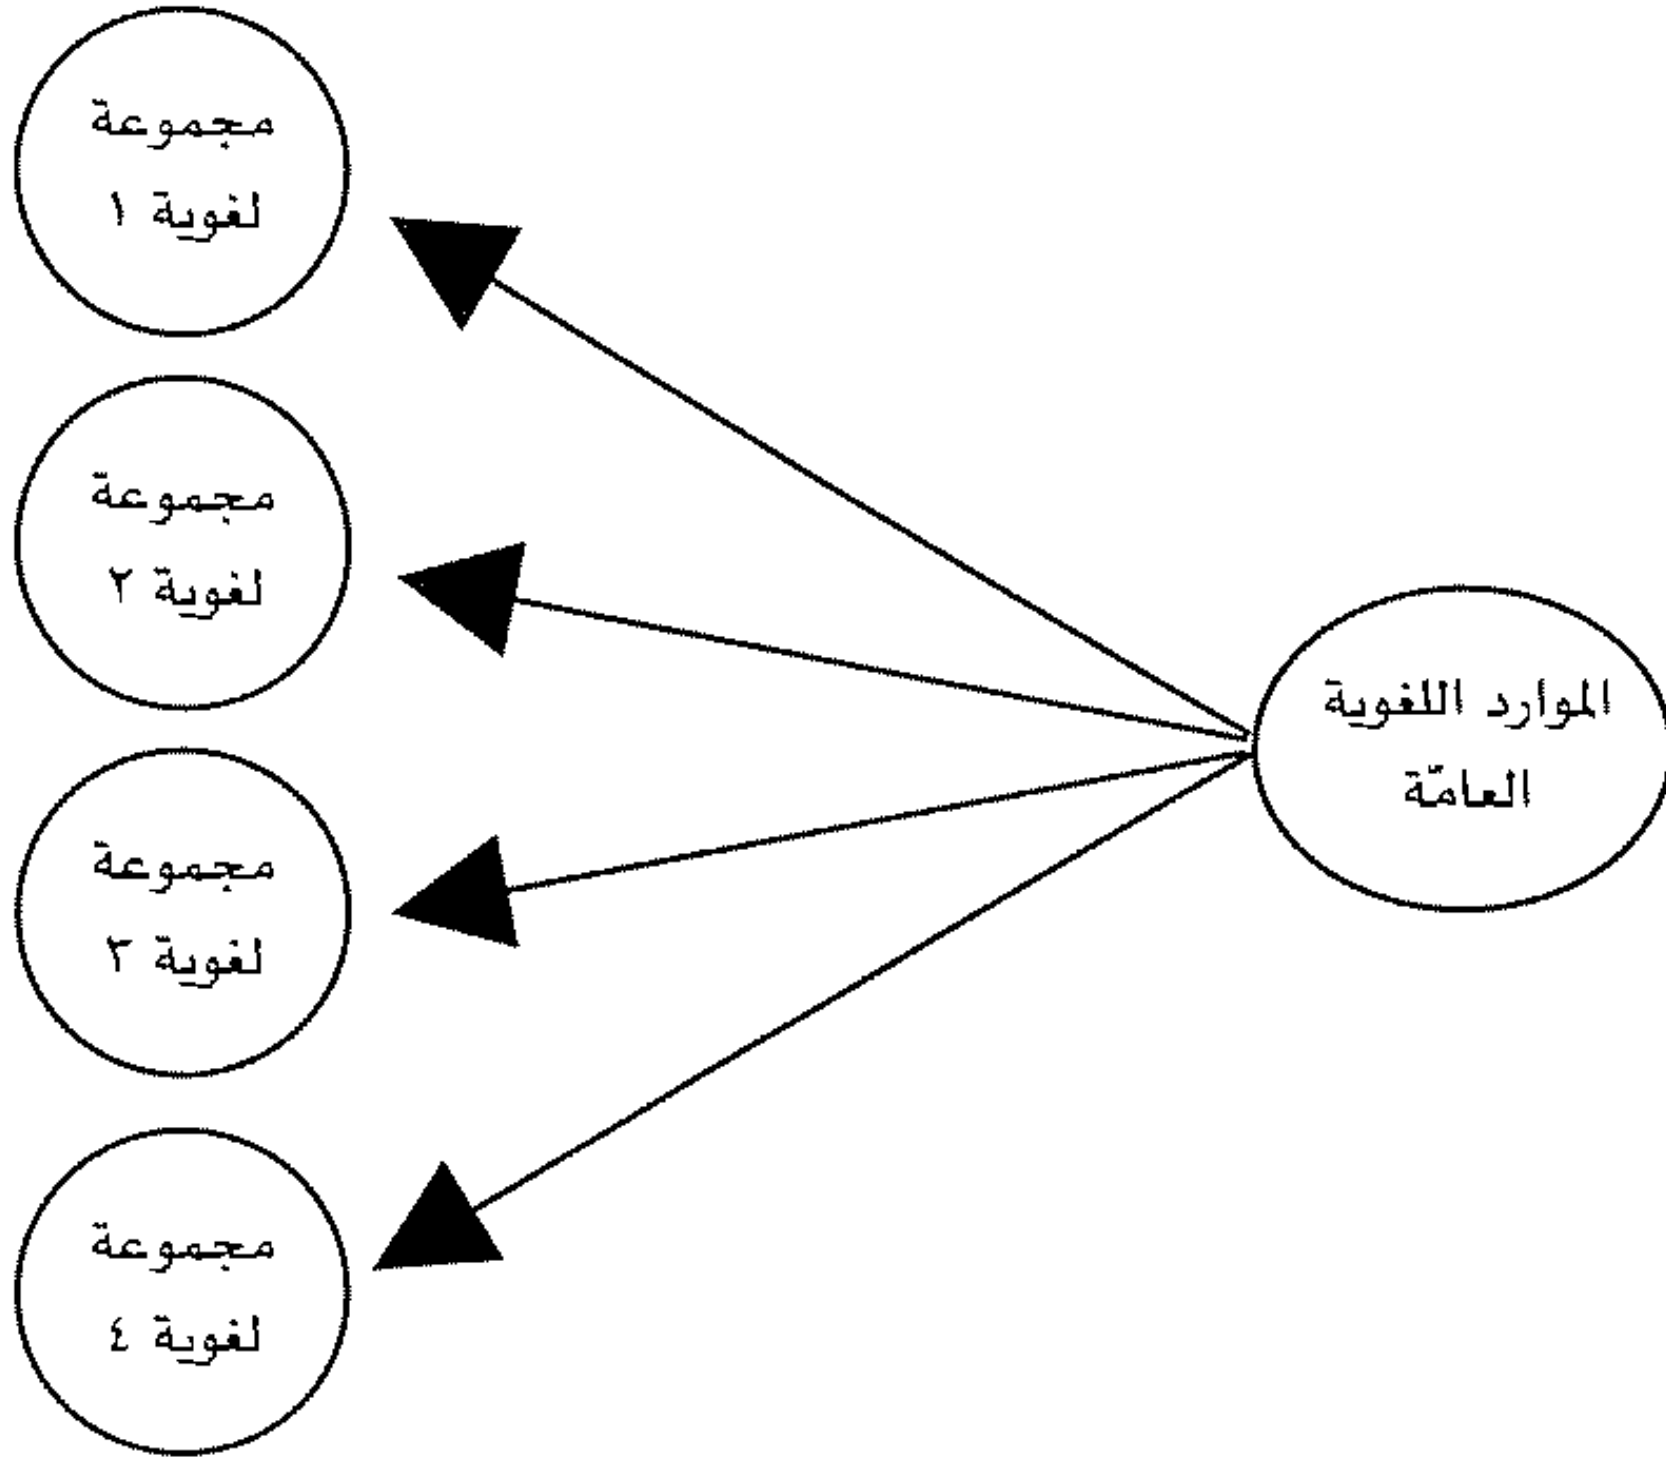 مجموعة
لغوية ١
مجموعة
لغوية ٢
الموارد اللغوية
العامّة
مجموعة
لغوية ٣
مجموعة
لغوية ٤